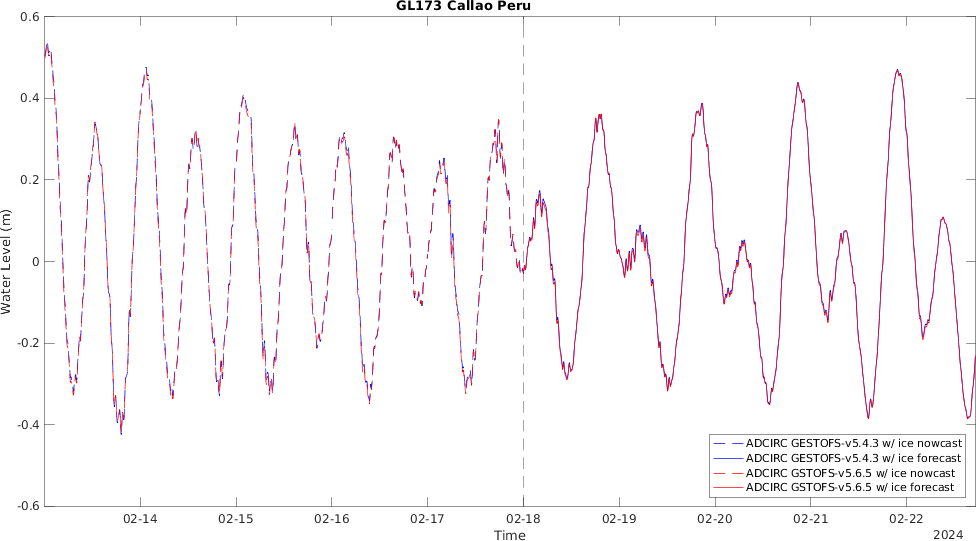 GL173 Callao Peru
0.6
0.4
0.2
0
-0.2
-0.4
-0.6
Water Level (m)
ADCIRC GESTOFS-v5.4.3 w/ ice nowcast
ADCIRC GESTOFS-v5.4.3 w/ ice forecast
ADCIRC GSTOFS-v5.6.5 w/ ice nowcast
ADCIRC GSTOFS-v5.6.5 w/ ice forecast
02-14 02-15 02-16 02-17 02-18 02-19 02-20 02-21 02-22
Time
2024